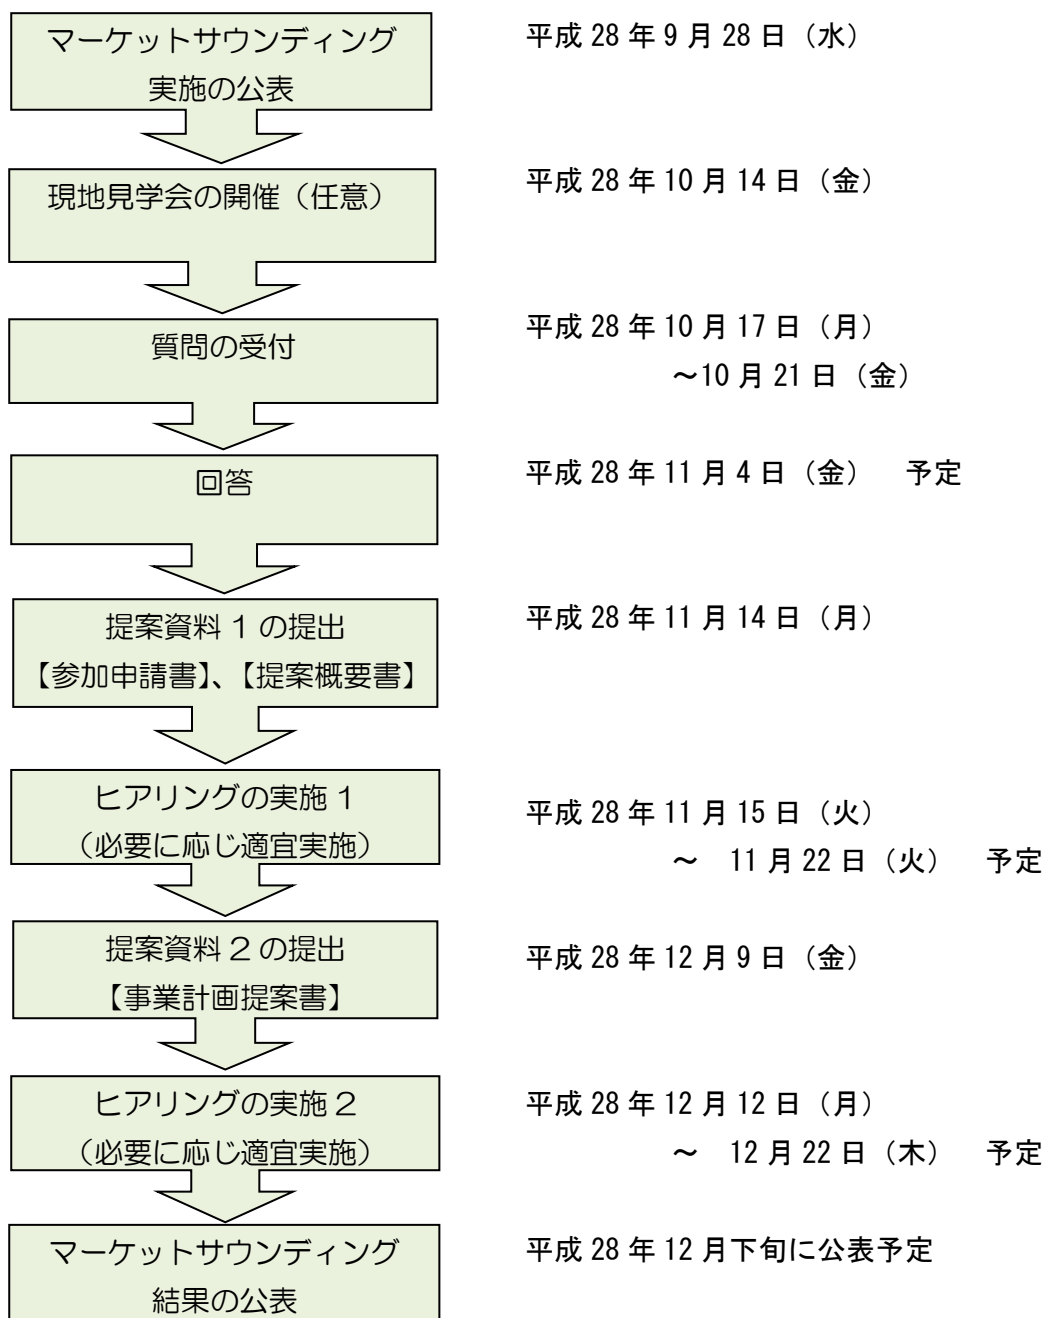 マーケットサウンディング
実施の公表
平成 28 年 9 月 28 日（水）
現地見学会の開催（任意）
平成 28 年 10 月 14 日（金）
質問の受付
平成 28 年 10 月 17 日（月）
～10 月 21 日（金）
回答
平成 28 年 11 月 4 日（金）　予定
提案資料 1 の提出
【参加申請書】、【提案概要書】
平成 28 年 11 月 14 日（月）
ヒアリングの実施 1
（必要に応じ適宜実施）
平成 28 年 11 月 15 日（火）
～　11 月 22 日（火）　予定
提案資料 2 の提出
【事業計画提案書】
平成 28 年 12 月 9 日（金）
ヒアリングの実施 2
（必要に応じ適宜実施）
平成 28 年 12 月 12 日（月）
～　12 月 22 日（木）　予定
マーケットサウンディング
結果の公表
平成 28 年 12 月下旬に公表予定